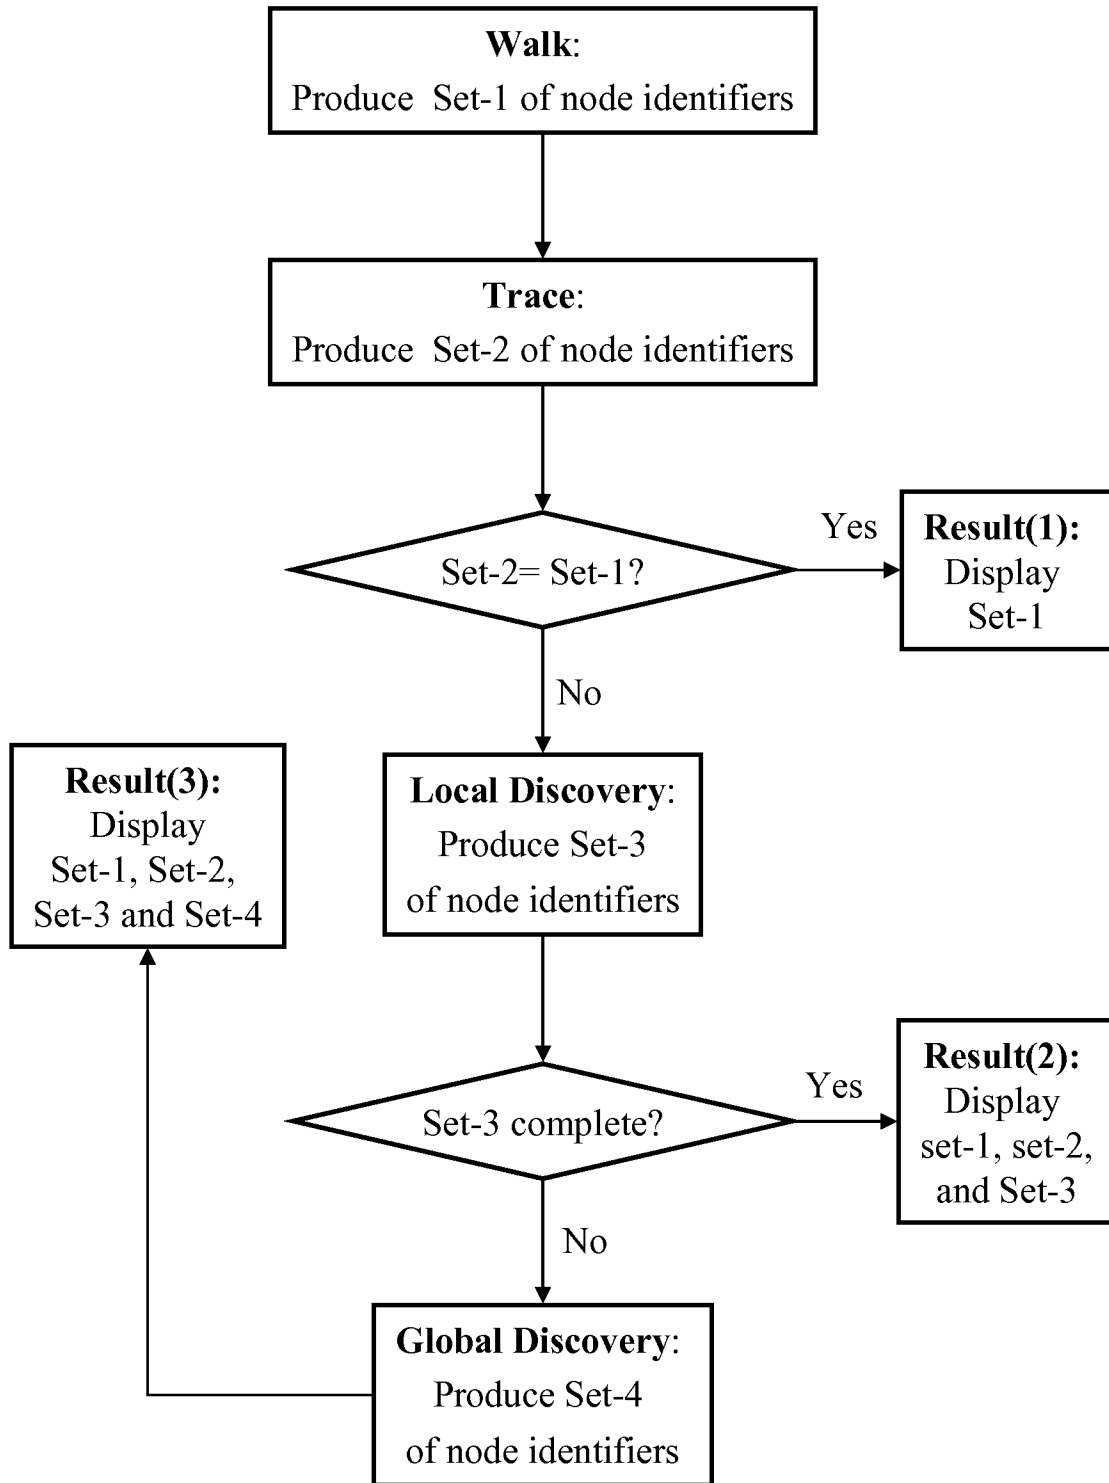 Walk:
Produce  Set-1 of node identifiers
Trace:
Produce  Set-2 of node identifiers
Set-2= Set-1?
Yes
Result(1):
Display
Set-1
No
Local Discovery:
Produce Set-3
of node identifiers
Result(3):
Display
Set-1, Set-2,
Set-3 and Set-4
Set-3 complete?
Yes
Result(2):
Display
set-1, set-2,
and Set-3
No
Global Discovery:
Produce Set-4
of node identifiers